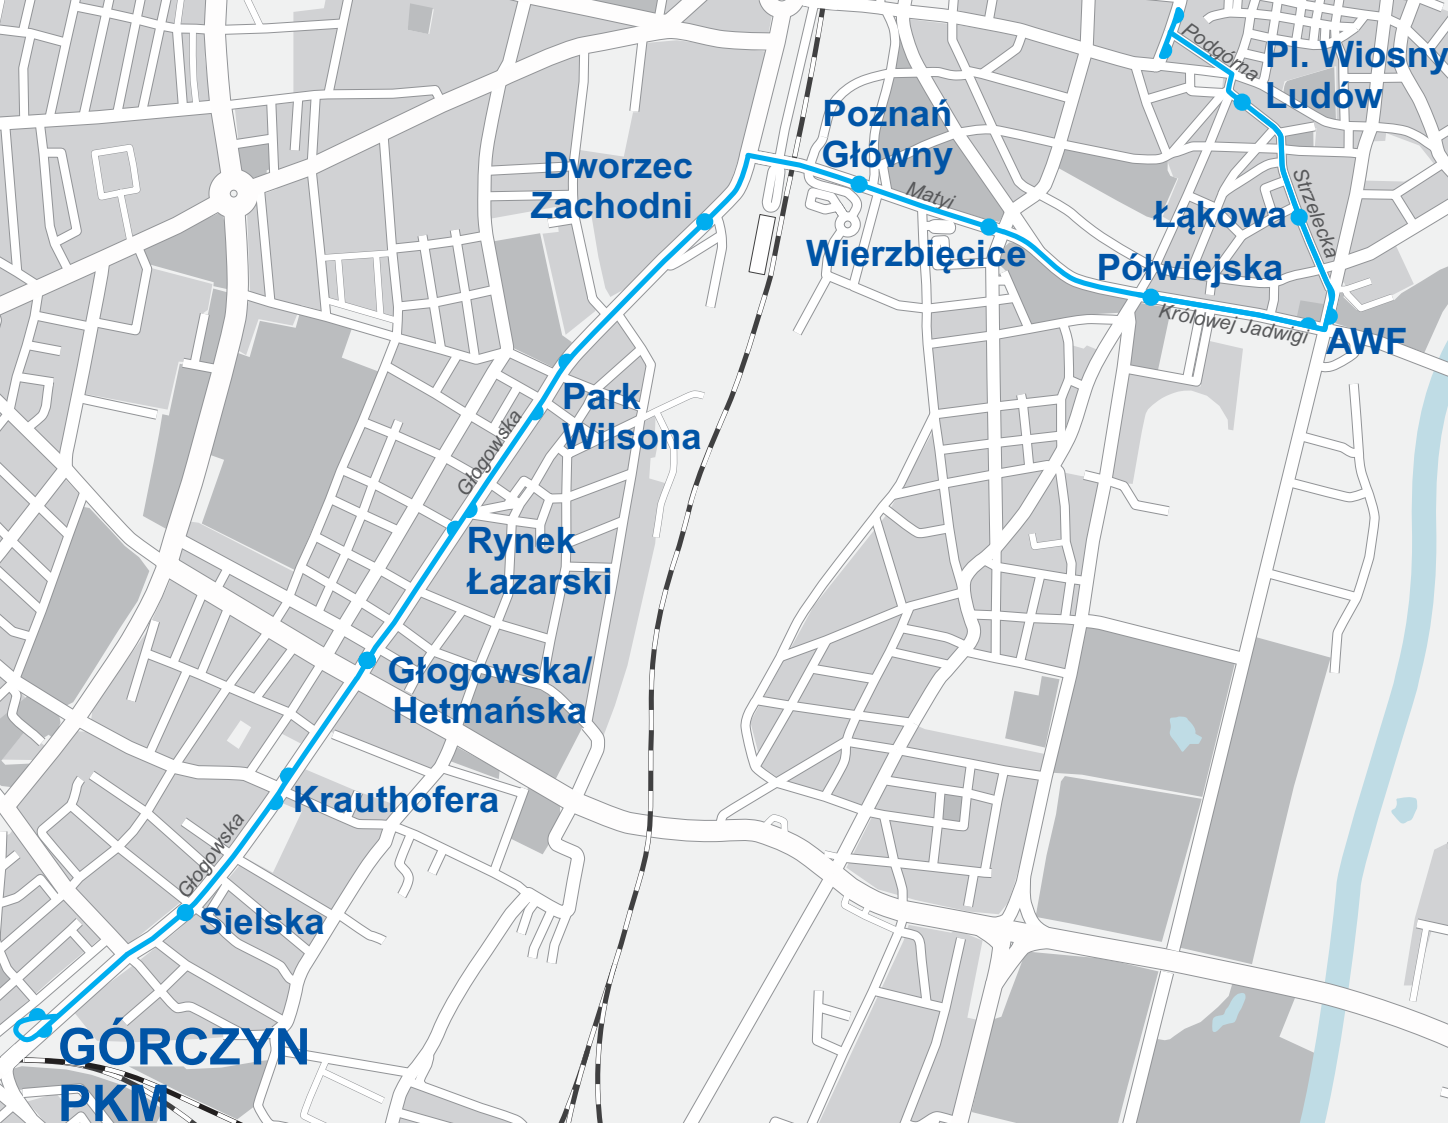 Podgórna
Pl. Wiosny
Ludów
Poznań
Główny
Dworzec
Zachodni
Matyi
Strzelecka
Łąkowa
Wierzbięcice
Półwiejska
Królowej Jadwigi
AWF
Park
Wilsona
Głogowska
Rynek
Łazarski
Głogowska/
Hetmańska
Krauthofera
Głogowska
Sielska
GÓRCZYN
PKM